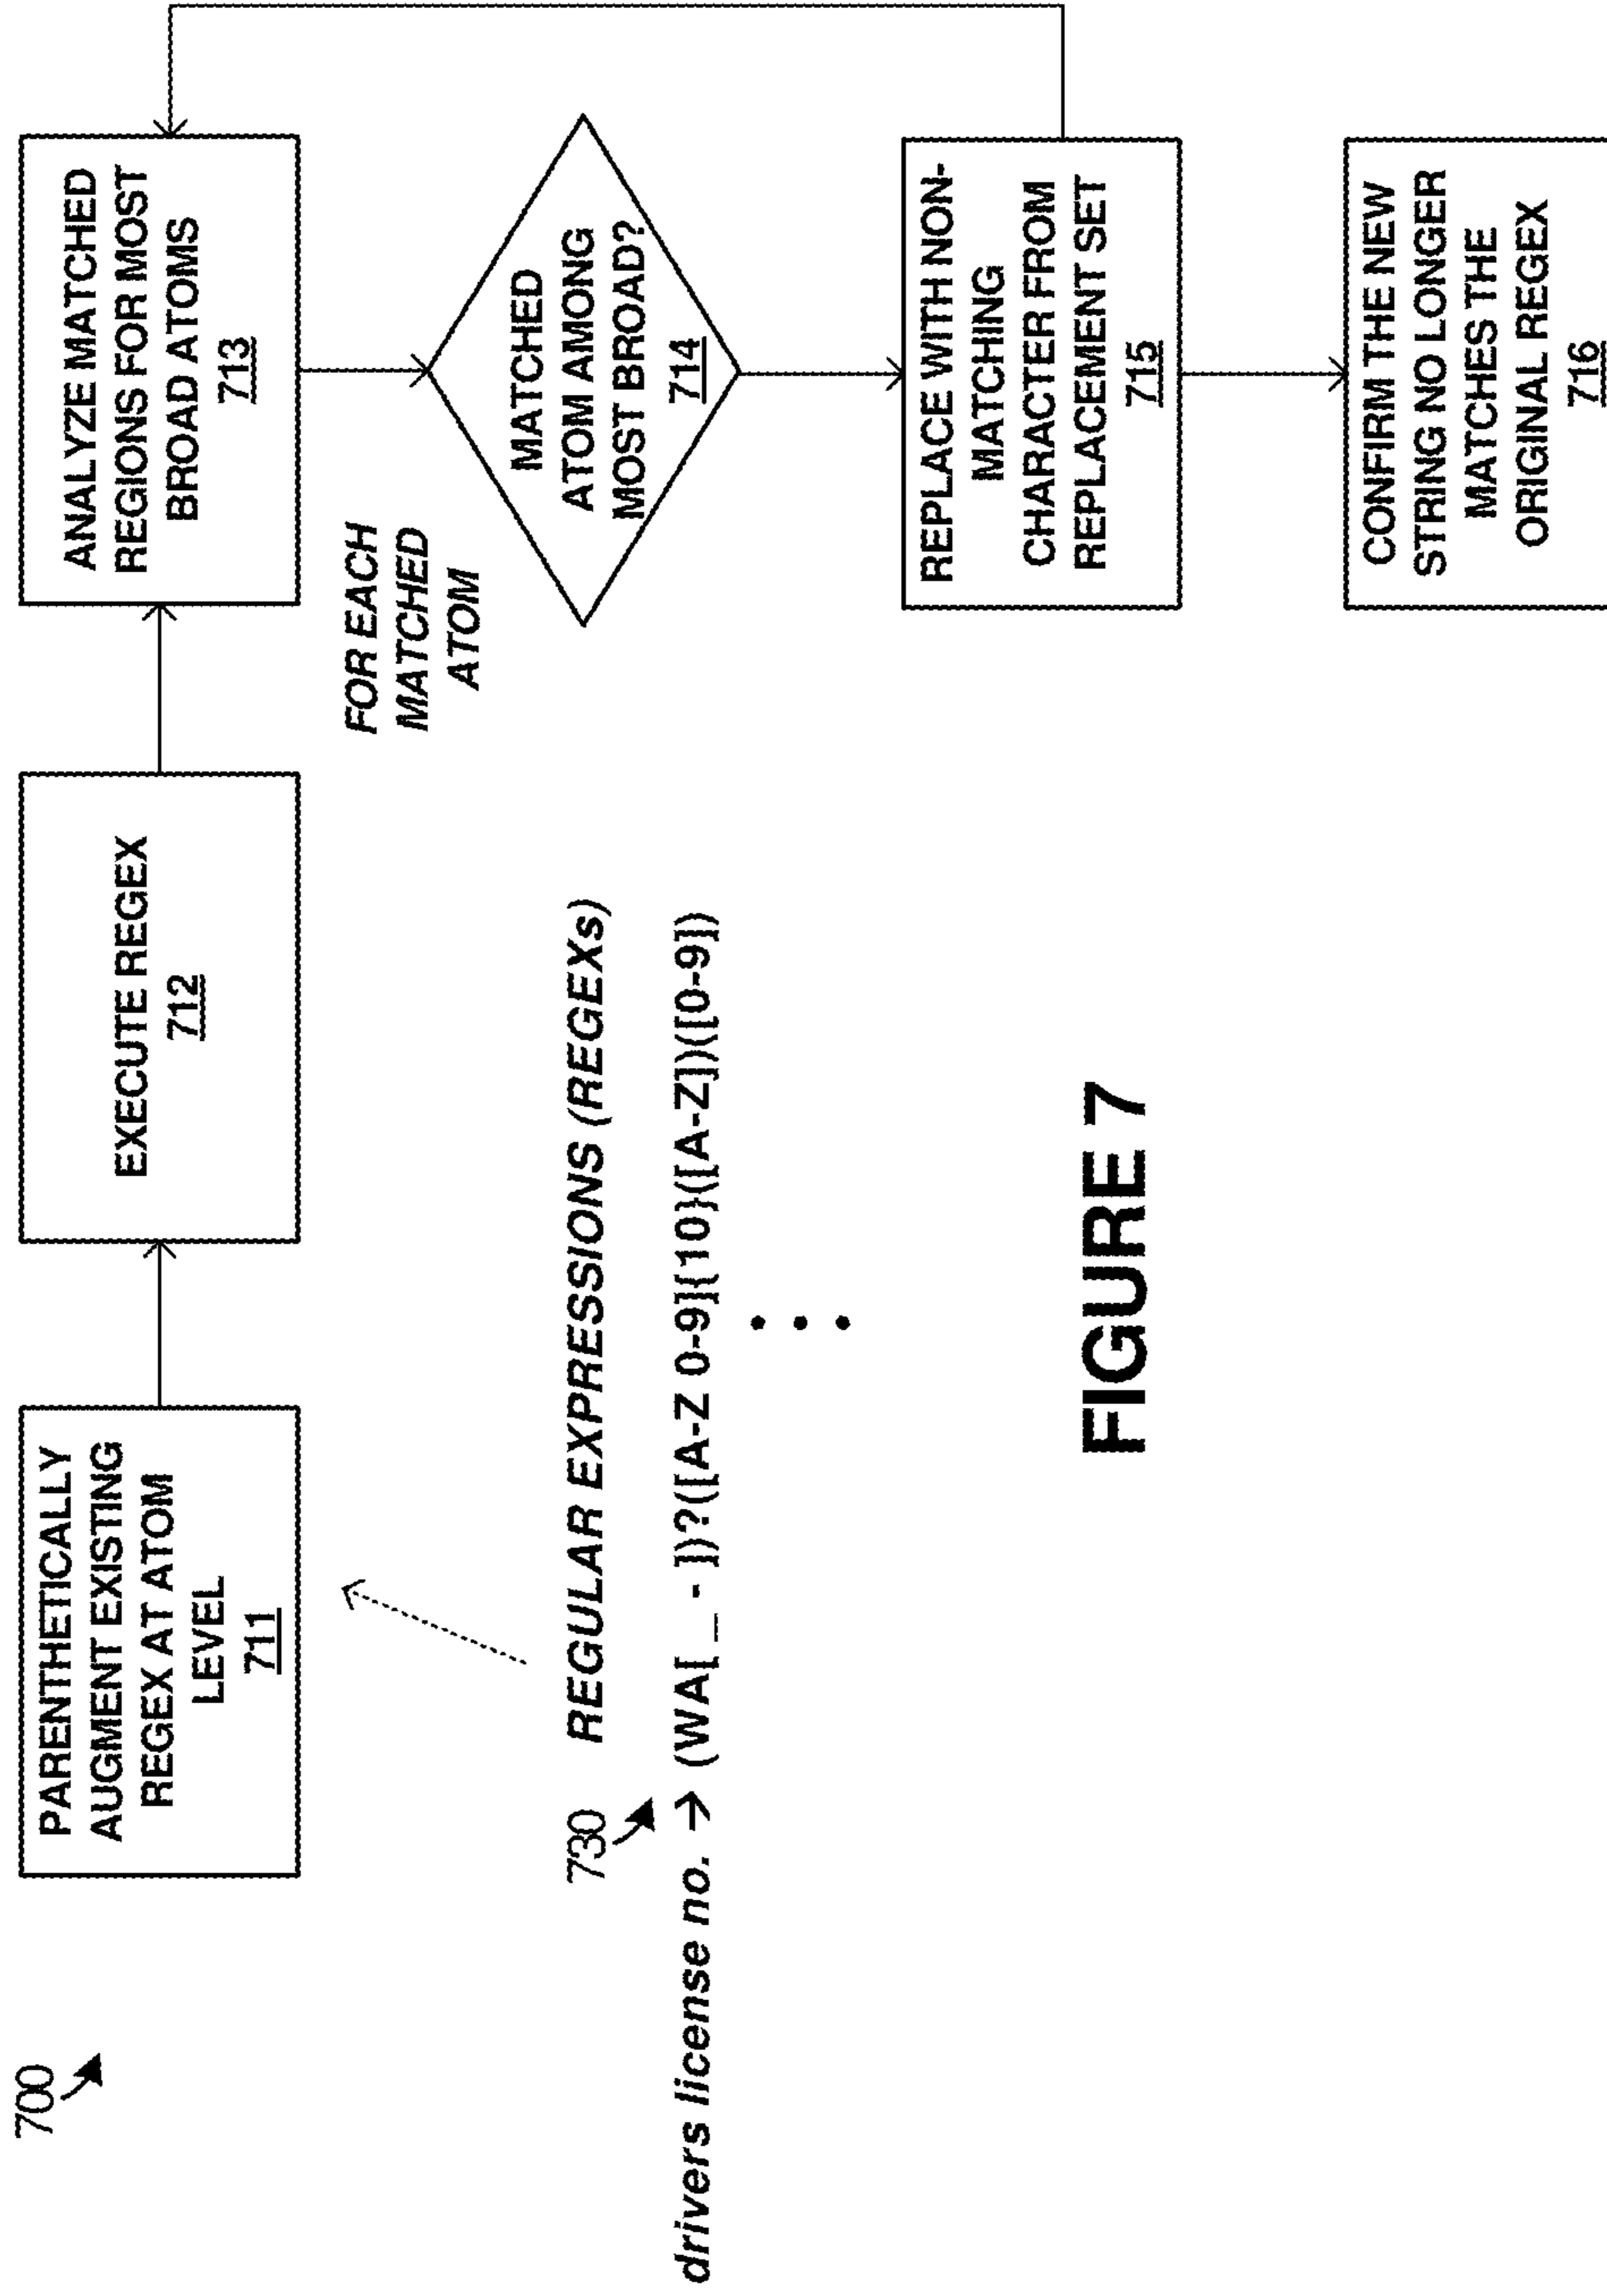 700
PARENTHETICALLY
AUGMENT EXISTING
REGEX AT ATOM
LEVEL
711
EXECUTE REGEX
712
ANALYZE MATCHED
REGIONS FOR MOST
BROAD ATOMS
713
FOR EACH
MATCHED
ATOM
MATCHED
ATOM AMONG
MOST BROAD?
714
REPLACE WITH NON-
MATCHING
CHARACTER FROM
REPLACEMENT SET
715
CONFIRM THE NEW
STRING NO LONGER
MATCHES THE
ORIGINAL REGEX
716
730 REGULAR EXPRESSIONS (REGEXs)
drivers license no. → (WA[ _ - ])?([A-Z 0-9]{10}([A-Z])([0-9])
FIGURE 7